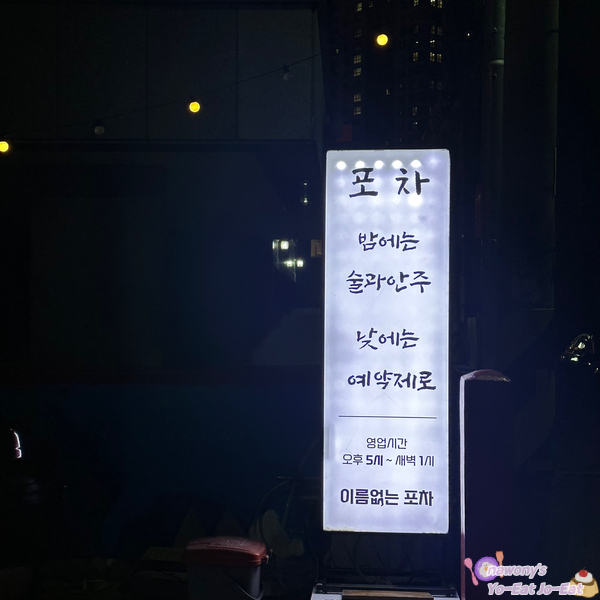 포 차
밤에는
술과안주
낮에는
예약제로
영업시간
오후 5시 ~ 새벽 1시
이름없는 포차
nawony's
Yo-Eat Jo-Eat